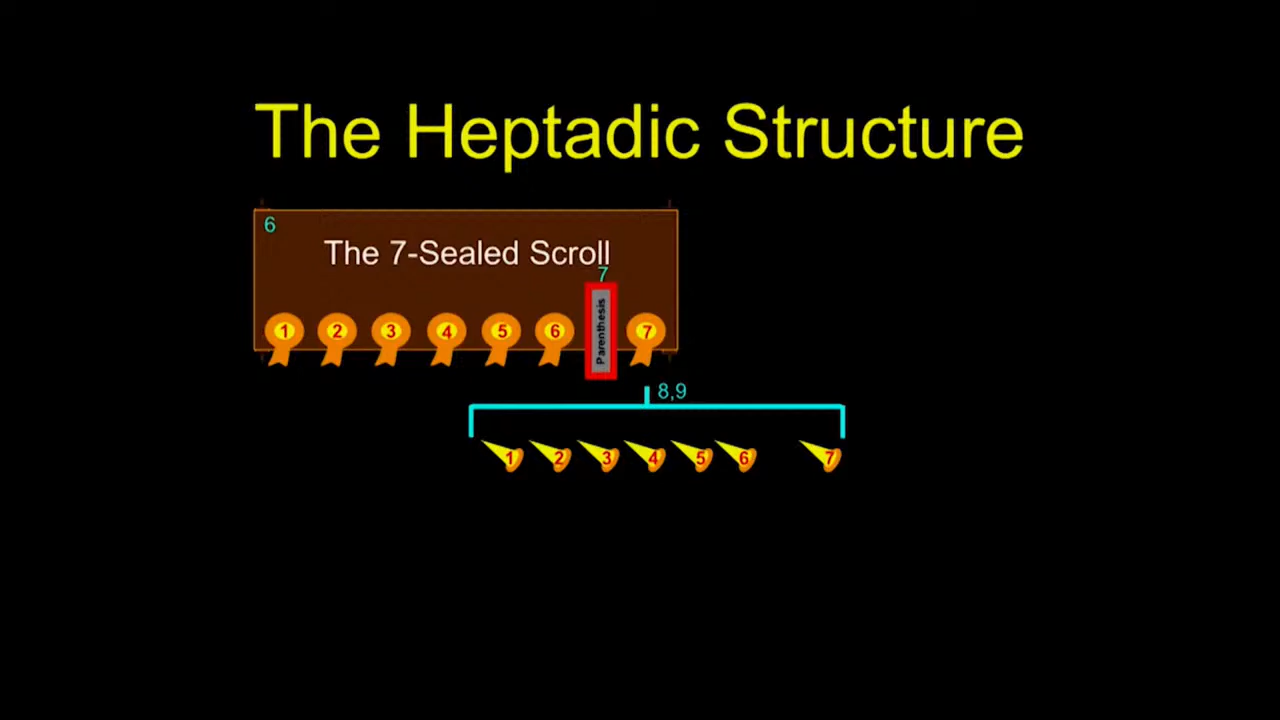 The Heptadic Structure
6
The 7-Sealed Scroll
7
Parenthesis
1 2 3 4 5 6 7
8,9
1 2 3 4 5 6 7